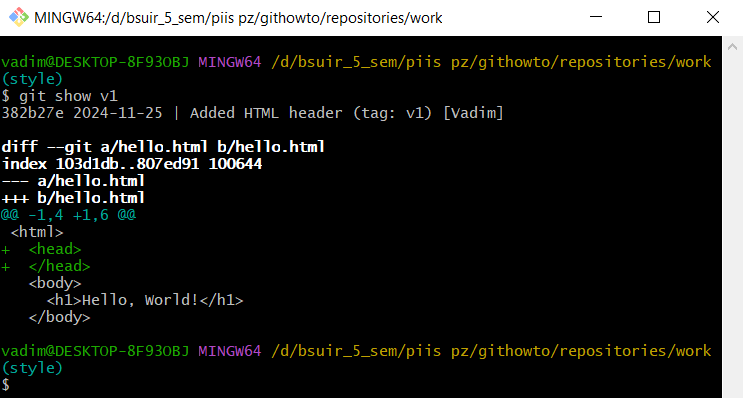 MINGW64:/d/bsuir_5_sem/piis pz/githowto/repositories/work
vadim@DESKTOP-8F93OBJ MINGW64 /d/bsuir_5_sem/piis pz/githowto/repositories/work
(style)
$ git show v1
382b27e 2024-11-25 | Added HTML header (tag: v1) [Vadim]
diff --git a/hello.html b/hello.html
index 103d1db..807ed91 100644
--- a/hello.html
+++ b/hello.html
@@ -1,4 +1,6 @@
 <html>
+  <head>
+  </head>
   <body>
     <h1>Hello, World!</h1>
   </body>
vadim@DESKTOP-8F93OBJ MINGW64 /d/bsuir_5_sem/piis pz/githowto/repositories/work
(style)
$